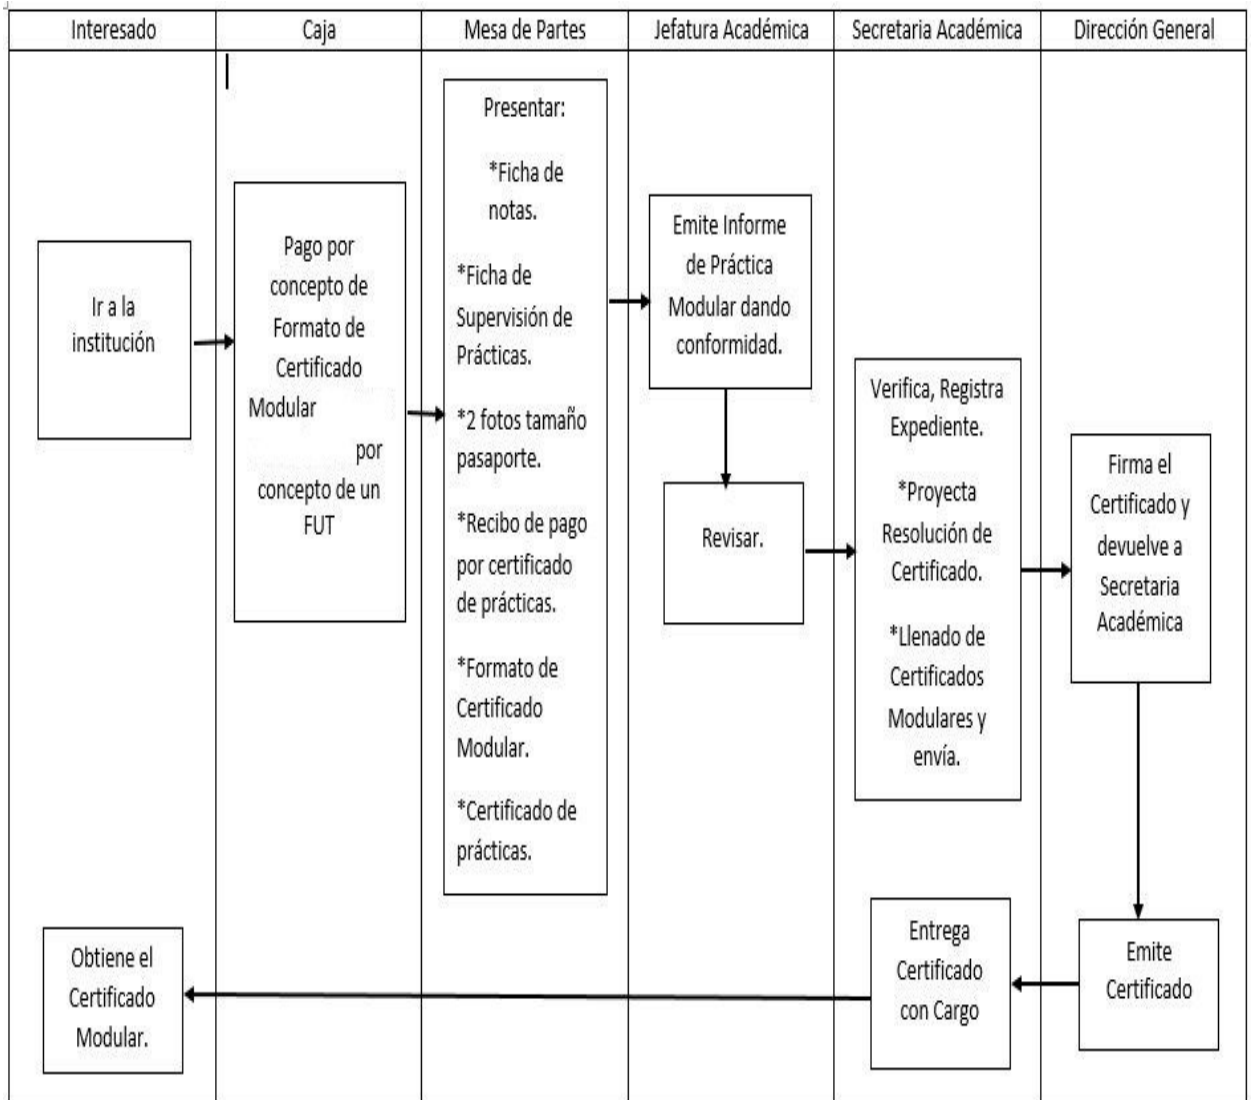 Interesado
Caja
Mesa de Partes
Jefatura Académica
Secretaria Académica
Dirección General
Ir a la
institución
Pago por
concepto de
Formato de
Certificado
Modular
por
concepto de un
FUT
Presentar:
*Ficha de
notas.
*Ficha de
Supervisión de
Prácticas.
*2 fotos tamaño
pasaporte.
*Recibo de pago
por certificado
de prácticas.
*Formato de
Certificado
Modular.
*Certificado de
prácticas.
Emite Informe
de Práctica
Modular dando
conformidad.
Revisar.
Verifica, Registra
Expediente.
*Proyecta
Resolución de
Certificado.
*Llenado de
Certificados
Modulares y
envía.
Firma el
Certificado y
devuelve a
Secretaria
Académica
Emite
Certificado
Entrega
Certificado
con Cargo
Obtiene el
Certificado
Modular.